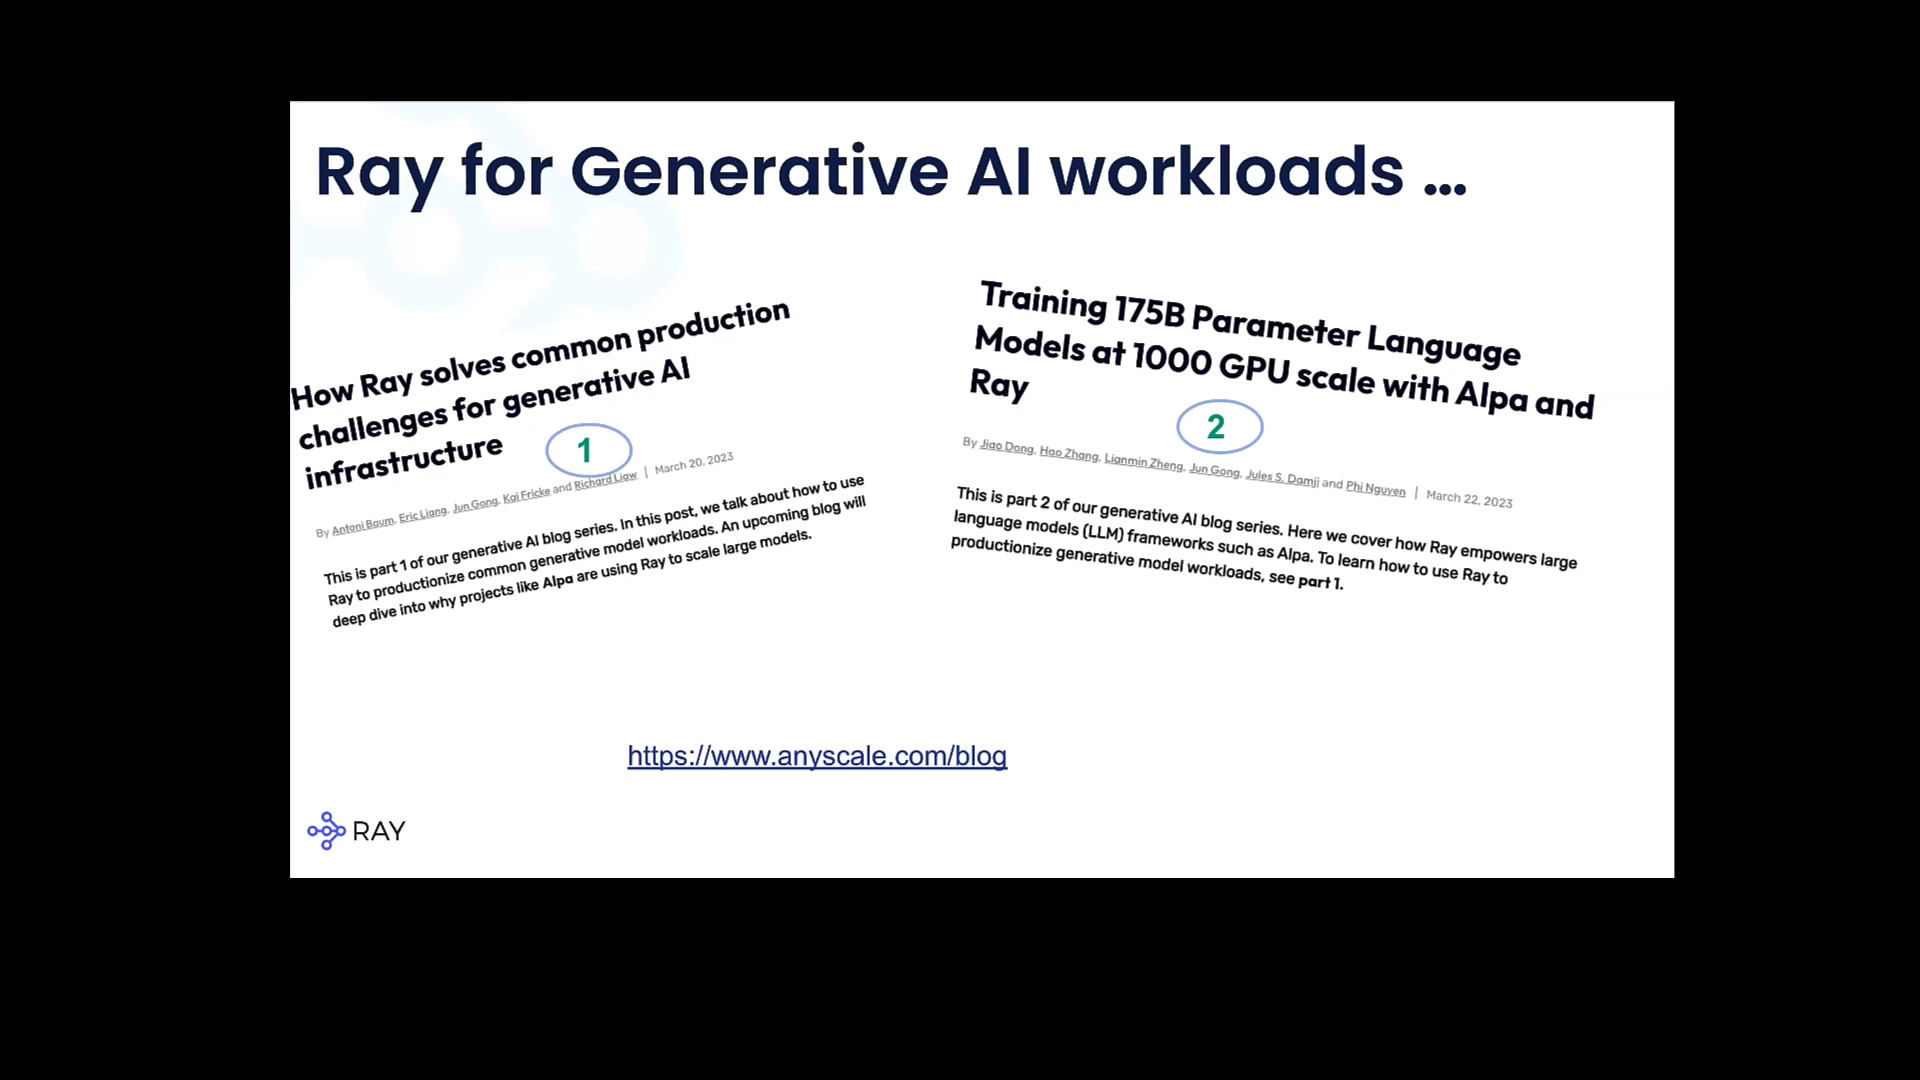 Ray for Generative AI workloads ...
How Ray solves common production
challenges for generative AI
infrastructure
1
By Antoni Baum, Eric Liang, Jun Gong, Kai Fricke and Richard Liaw | March 20, 2023
This is part 1 of our generative AI blog series. In this post, we talk about how to use
Ray to productionize common generative model workloads. An upcoming blog will
deep dive into why projects like Alpa are using Ray to scale large models.
Training 175B Parameter Language
Models at 1000 GPU scale with Alpa and
Ray
2
By Jiao Dong, Hao Zhang, Lianmin Zheng, Jun Gong, Jules S. Damji and Phi Nguyen | March 22, 2023
This is part 2 of our generative AI blog series. Here we cover how Ray empowers large
language models (LLM) frameworks such as Alpa. To learn how to use Ray to
productionize generative model workloads, see part 1.
https://www.anyscale.com/blog
RAY